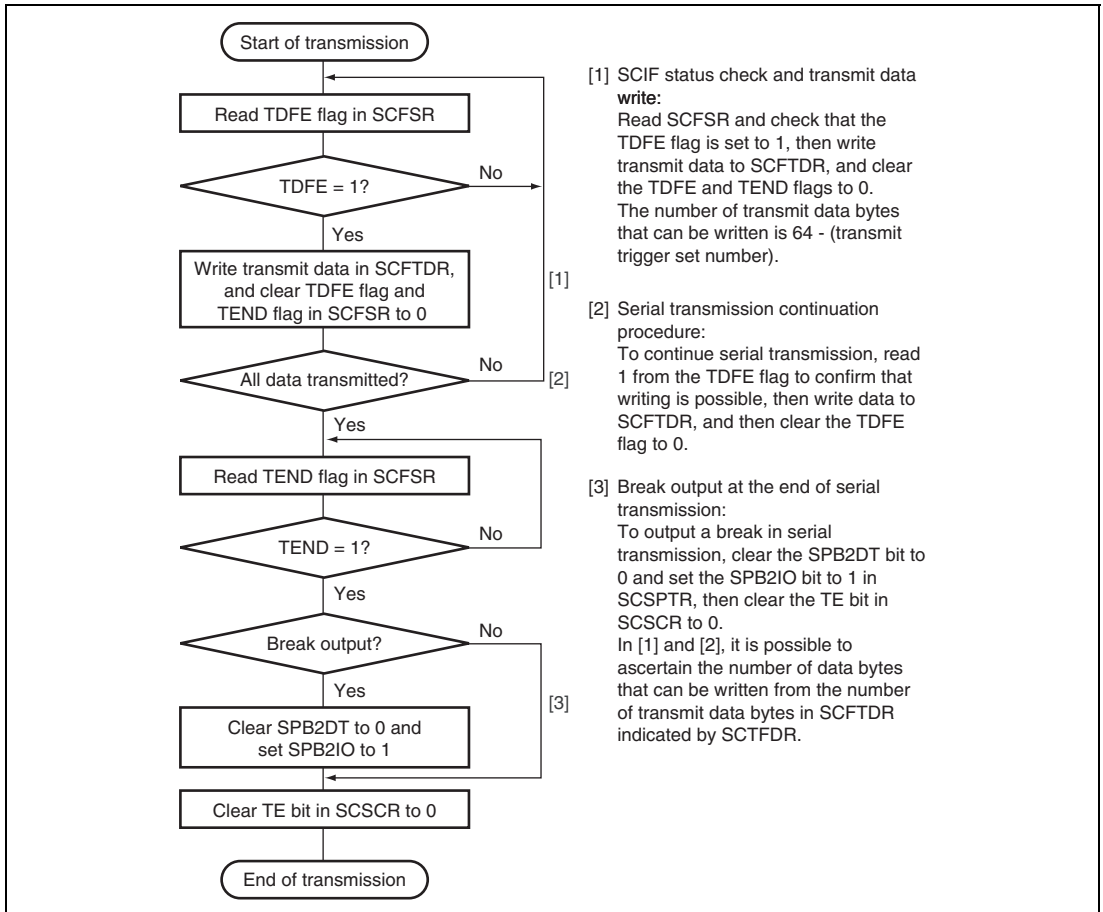 Start of transmission
Read TDFE flag in SCFSR
TDFE = 1?
No
Yes
Write transmit data in SCFTDR,
and clear TDFE flag and
TEND flag in SCFSR to 0
[1]
All data transmitted?
No
[2]
Yes
Read TEND flag in SCFSR
TEND = 1?
No
Yes
Break output?
No
Yes
[3]
Clear SPB2DT to 0 and
set SPB2IO to 1
Clear TE bit in SCSCR to 0
End of transmission
[1] SCIF status check and transmit data
write:
Read SCFSR and check that the
TDFE flag is set to 1, then write
transmit data to SCFTDR, and clear
the TDFE and TEND flags to 0.
The number of transmit data bytes
that can be written is 64 - (transmit
trigger set number).
[2] Serial transmission continuation
procedure:
To continue serial transmission, read
1 from the TDFE flag to confirm that
writing is possible, then write data to
SCFTDR, and then clear the TDFE
flag to 0.
[3] Break output at the end of serial
transmission:
To output a break in serial
transmission, clear the SPB2DT bit to
0 and set the SPB2IO bit to 1 in
SCSPTR, then clear the TE bit in
SCSCR to 0.
In [1] and [2], it is possible to
ascertain the number of data bytes
that can be written from the number
of transmit data bytes in SCFTDR
indicated by SCTFDR.